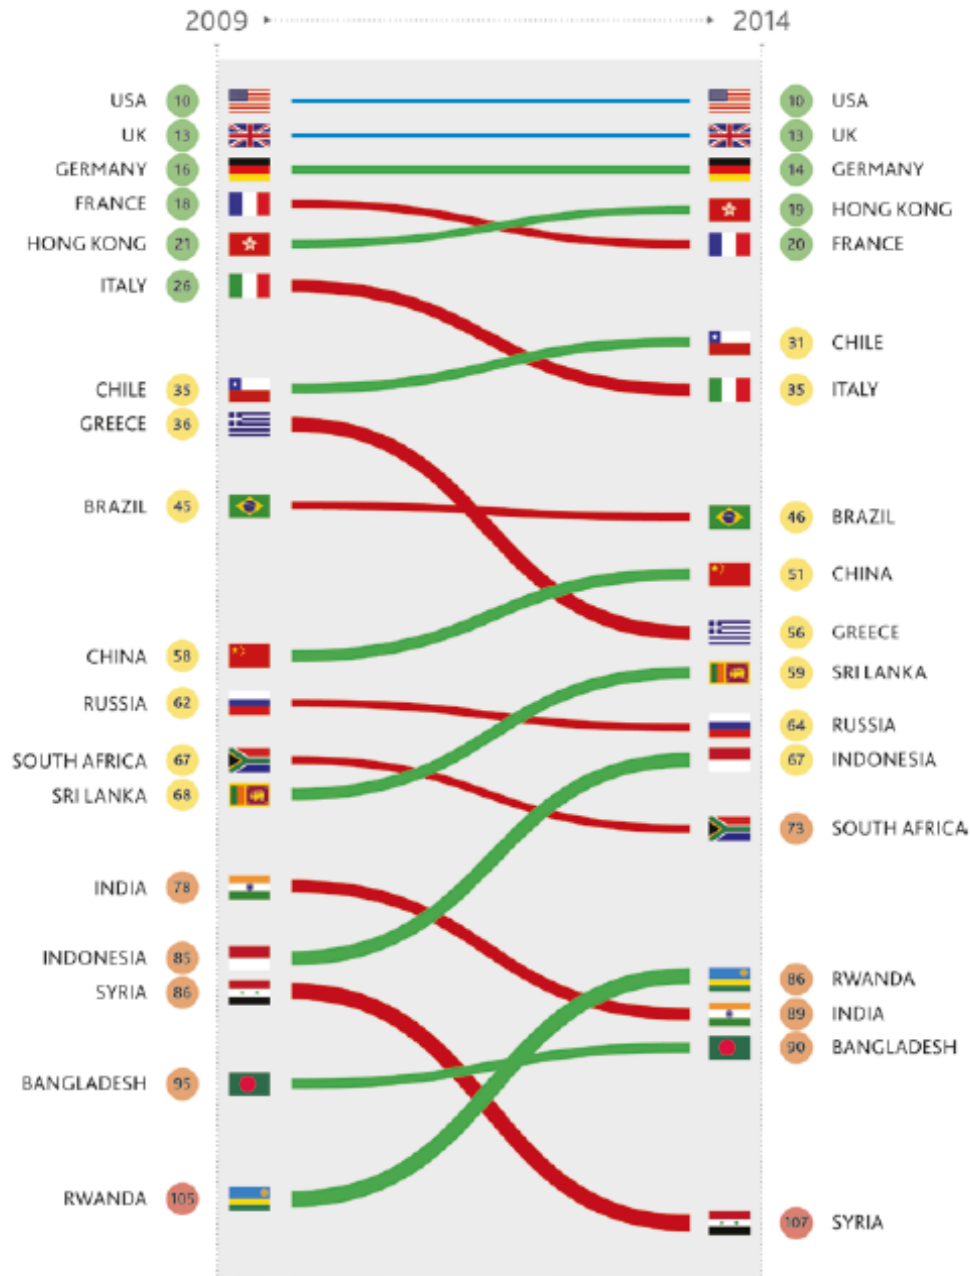 2009 2014
USA 10 10 USA
UK 13 13 UK
GERMANY 16 14 GERMANY
FRANCE 18 19 HONG KONG
HONG KONG 21 20 FRANCE
ITALY 26
31 CHILE
CHILE 35 35 ITALY
GREECE 36
BRAZIL 45 46 BRAZIL
51 CHINA
56 GREECE
CHINA 58 59 SRI LANKA
RUSSIA 62 64 RUSSIA
SOUTH AFRICA 67 67 INDONESIA
SRI LANKA 68
73 SOUTH AFRICA
INDIA 78
INDONESIA 85 86 RWANDA
SYRIA 86 89 INDIA
90 BANGLADESH
BANGLADESH 95
RWANDA 105 107 SYRIA